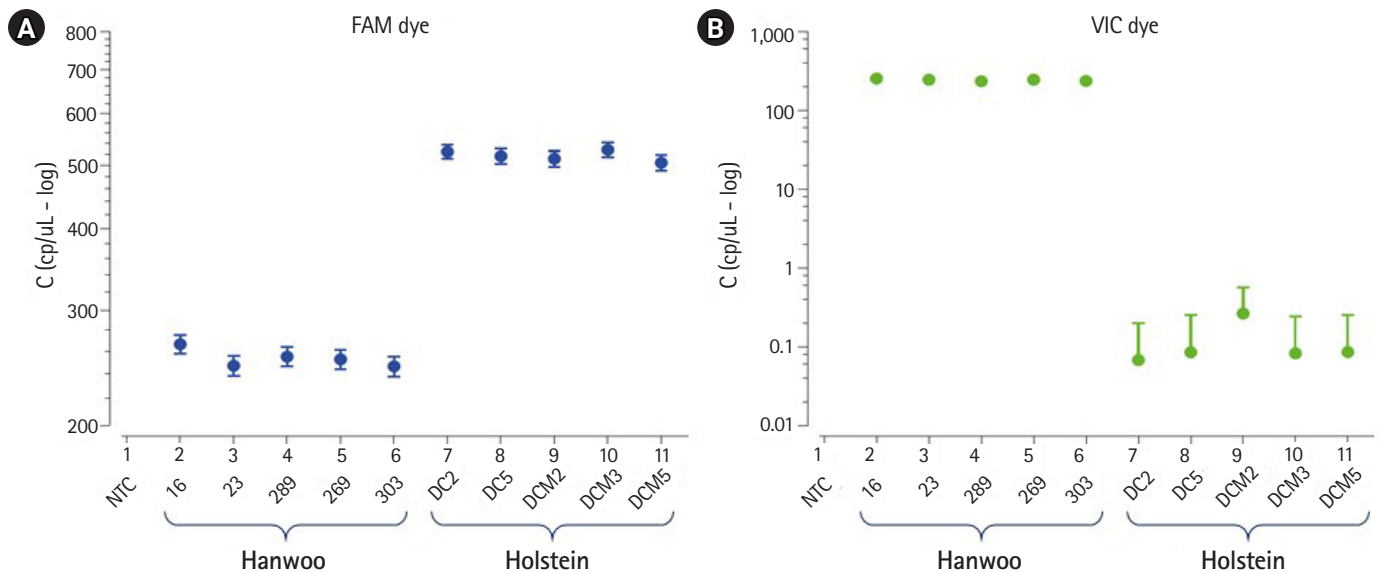 A
FAM dye
C (cp/uL - log)
800
700
600
500
400
300
200
1 2 3 4 5 6 7 8 9 10 11
NTC 16 23 289 269 303 DC2 DC5 DCM2 DCM3 DCM5
Hanwoo Holstein
B
VIC dye
C (cp/uL - log)
1,000
100
10
1
0.1
0.01
1 2 3 4 5 6 7 8 9 10 11
NTC 16 23 289 269 303 DC2 DC5 DCM2 DCM3 DCM5
Hanwoo Holstein